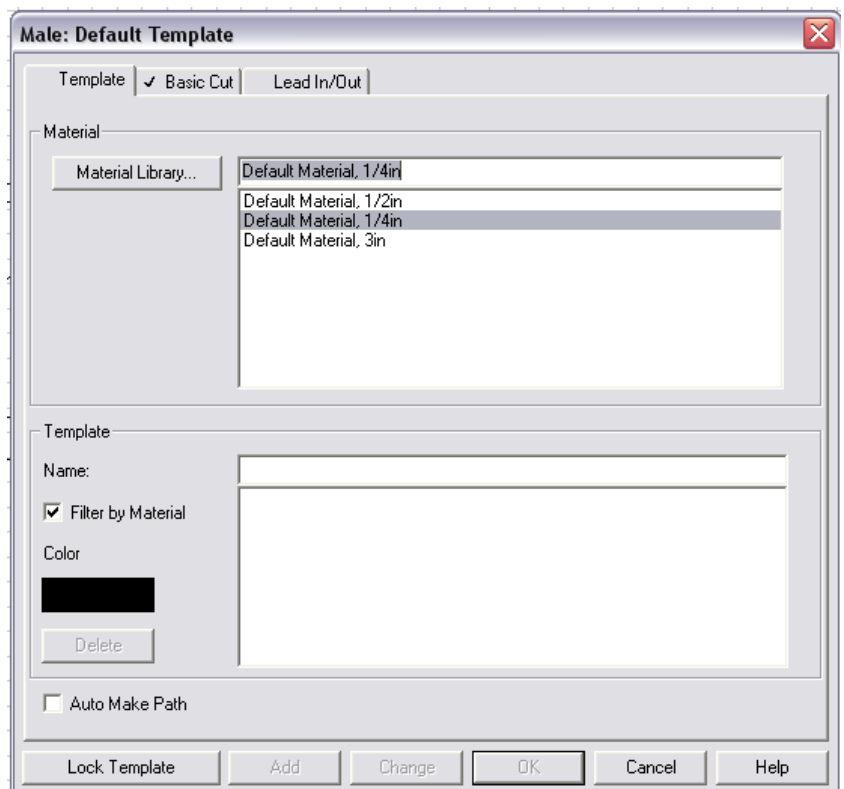 Male: Default Template
Template ✓ Basic Cut Lead In/Out
Material
Material Library... Default Material, 1/4in
Default Material, 1/2in
Default Material, 1/4in
Default Material, 3in
Template
Name:
Filter by Material
Color
Delete
Auto Make Path
Lock Template Add Change OK Cancel Help